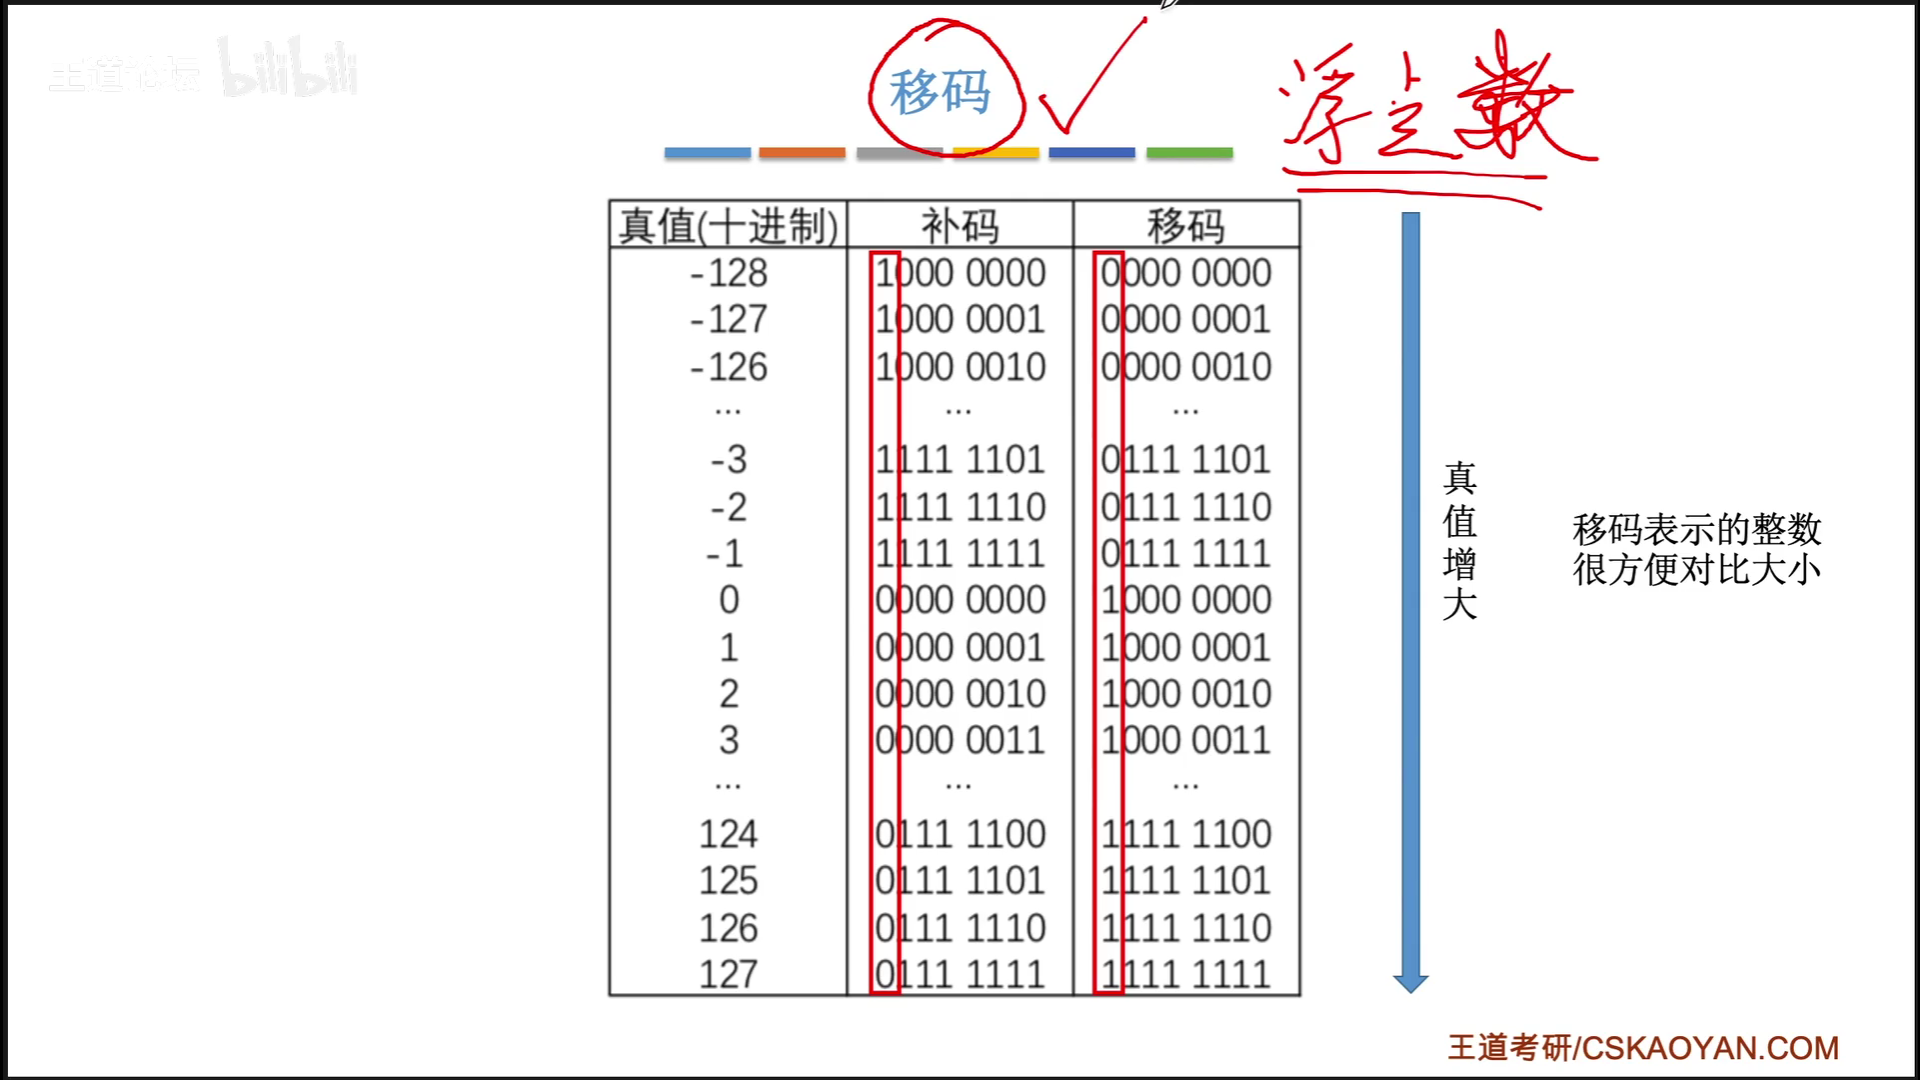 王道论坛 bilibili
移码
浮点数
真值(十进制) 补码 移码
-128 1000 0000 0000 0000
-127 1000 0001 0000 0001
-126 1000 0010 0000 0010
... ... ...
-3 1111 1101 0111 1101
-2 1111 1110 0111 1110
-1 1111 1111 0111 1111
0 0000 0000 1000 0000
1 0000 0001 1000 0001
2 0000 0010 1000 0010
3 0000 0011 1000 0011
... ... ...
124 0111 1100 1111 1100
125 0111 1101 1111 1101
126 0111 1110 1111 1110
127 0111 1111 1111 1111
真值增大
移码表示的整数
很方便对比大小
王道考研/CSKAOYAN.COM